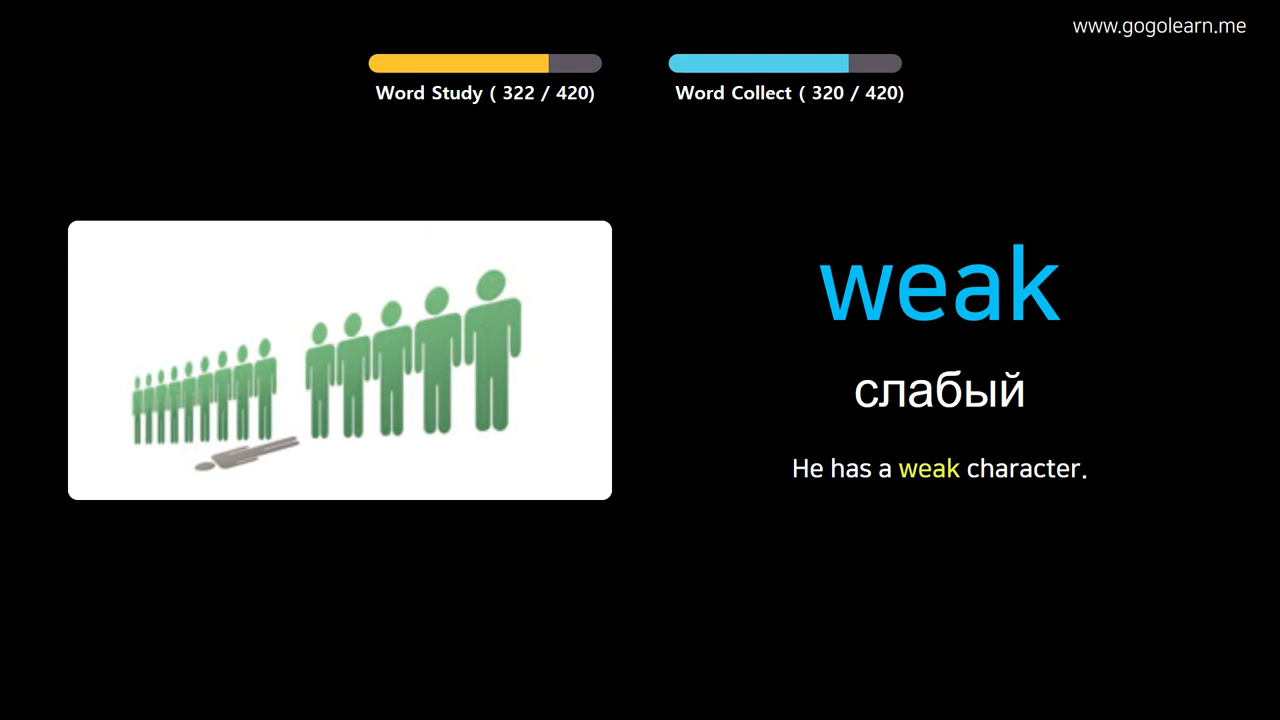 www.gogolearn.me
Word Study ( 322 / 420)
Word Collect ( 320 / 420)
weak
слабый
He has a weak character.